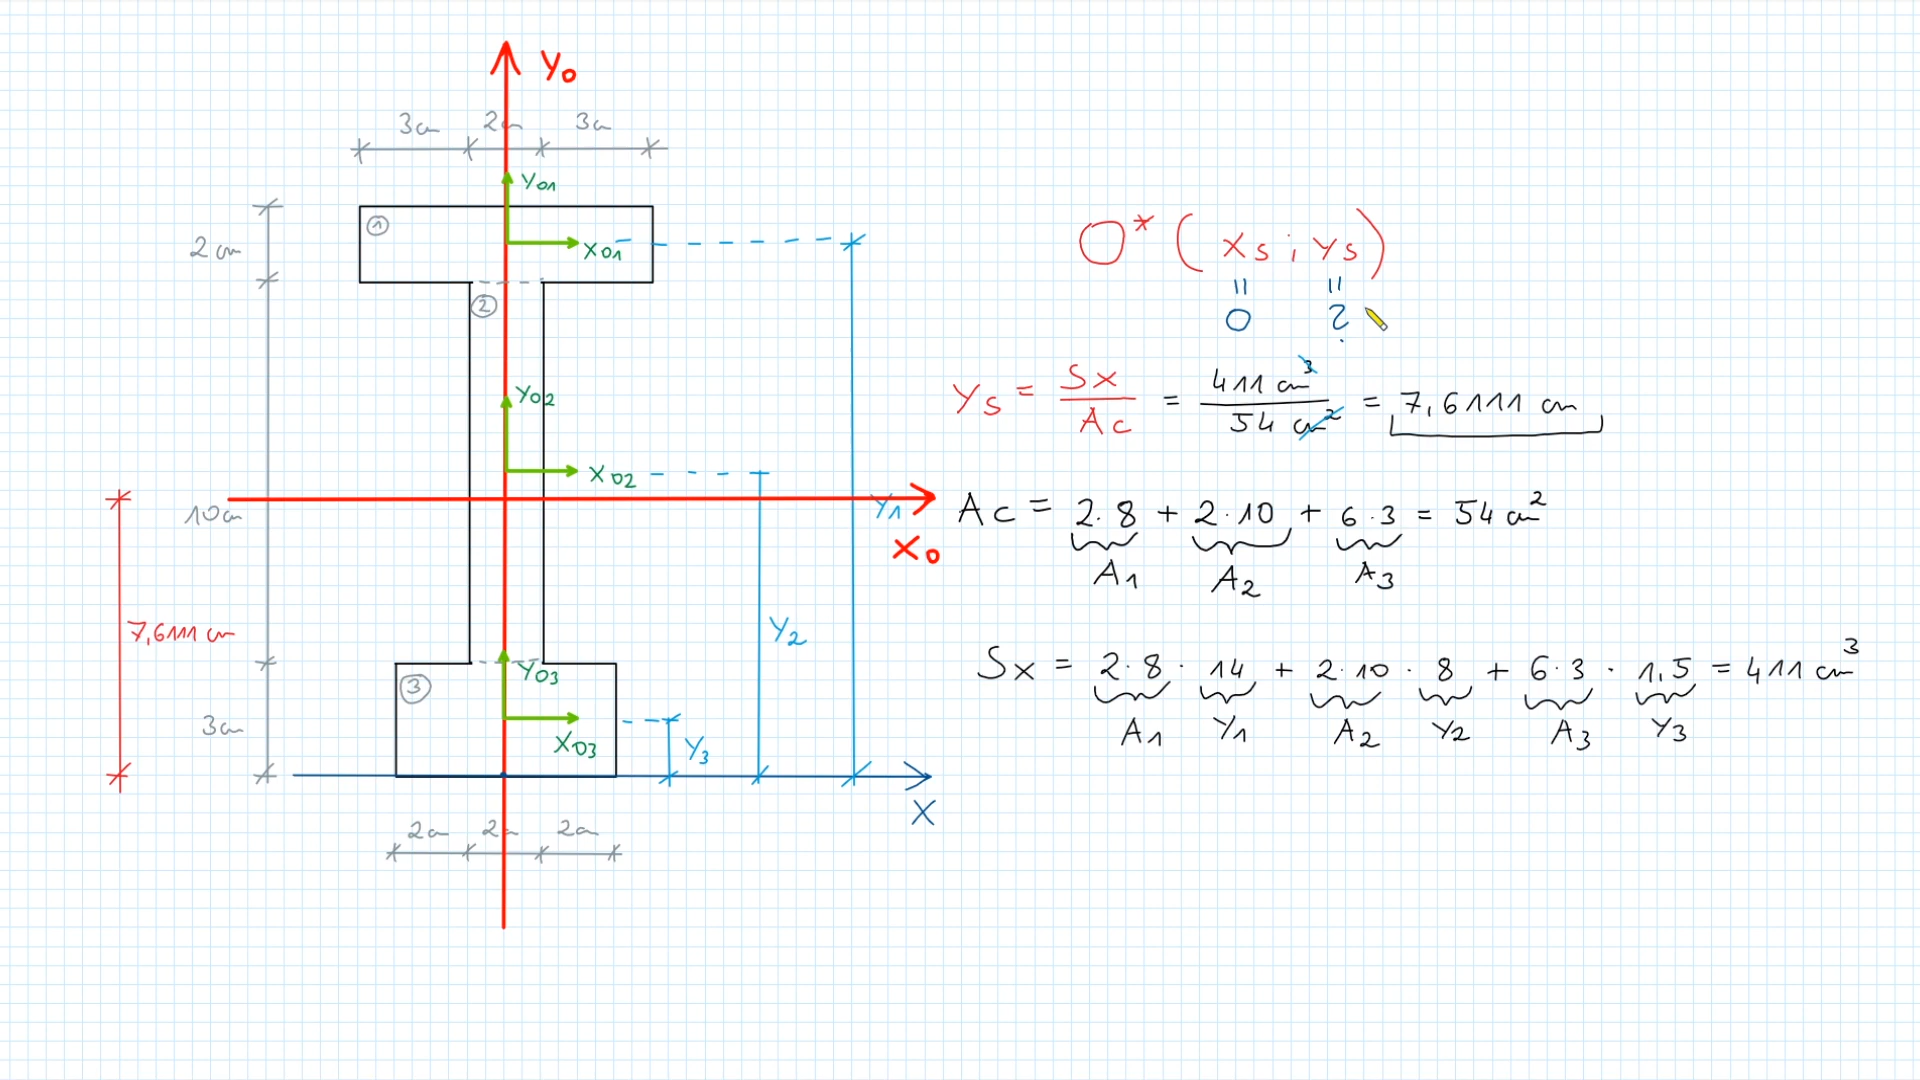 Y₀
3cm 2cm 3cm
Y₀₁
①
2 cm
X₀₁
②
Y₀₂
X₀₂
10cm
Y₁
X₀
7,6111 cm
Y₂
Y₀₃
③
3cm
X₀₃
Y₃
X
2cm 2cm 2cm
O* ( Xs ; Ys )
|| ||
0 ?
Ys = Sx / Ac = 411 cm³ / 54 cm² = 7,6111 cm
Ac = 2·8 + 2·10 + 6·3 = 54 cm²
A₁ A₂ A₃
Sx = 2·8 · 14 + 2·10 · 8 + 6·3 · 1,5 = 411 cm³
A₁ Y₁ A₂ Y₂ A₃ Y₃